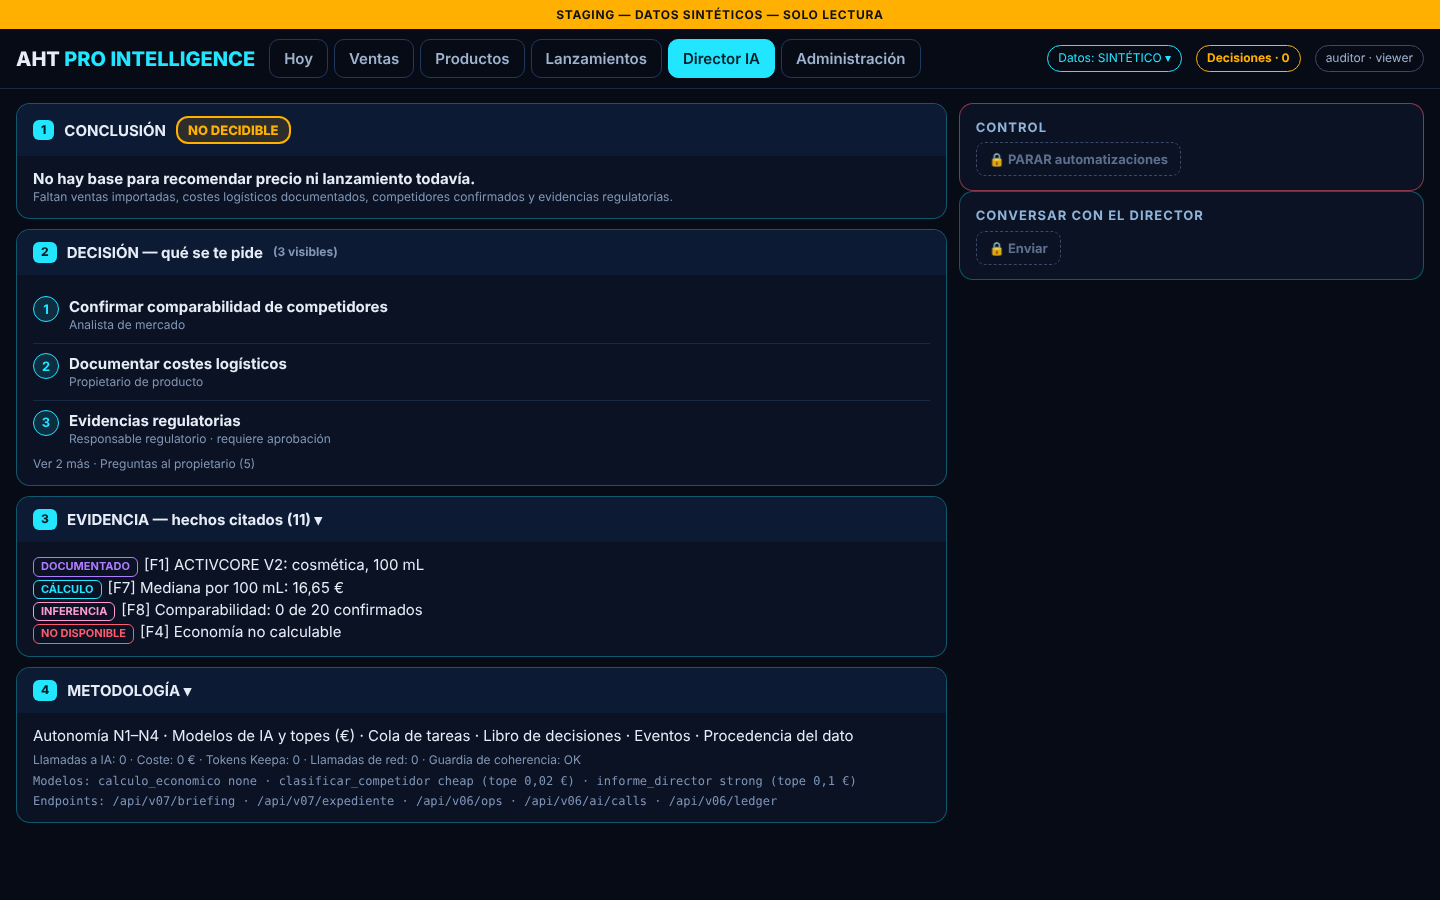 STAGING — DATOS SINTÉTICOS — SOLO LECTURA
AHT PRO INTELLIGENCE
Hoy
Ventas
Productos
Lanzamientos
Director IA
Administración
Datos: SINTÉTICO ▾
Decisiones · 0
auditor · viewer
1 CONCLUSIÓN NO DECIDIBLE
No hay base para recomendar precio ni lanzamiento todavía.
Faltan ventas importadas, costes logísticos documentados, competidores confirmados y evidencias regulatorias.
2 DECISIÓN — qué se te pide (3 visibles)
1 Confirmar comparabilidad de competidores
Analista de mercado
2 Documentar costes logísticos
Propietario de producto
3 Evidencias regulatorias
Responsable regulatorio · requiere aprobación
Ver 2 más · Preguntas al propietario (5)
3 EVIDENCIA — hechos citados (11) ▾
DOCUMENTADO [F1] ACTIVCORE V2: cosmética, 100 mL
CÁLCULO [F7] Mediana por 100 mL: 16,65 €
INFERENCIA [F8] Comparabilidad: 0 de 20 confirmados
NO DISPONIBLE [F4] Economía no calculable
4 METODOLOGÍA ▾
Autonomía N1–N4 · Modelos de IA y topes (€) · Cola de tareas · Libro de decisiones · Eventos · Procedencia del dato
Llamadas a IA: 0 · Coste: 0 € · Tokens Keepa: 0 · Llamadas de red: 0 · Guardia de coherencia: OK
Modelos: calculo_economico none · clasificar_competidor cheap (tope 0,02 €) · informe_director strong (tope 0,1 €)
Endpoints: /api/v07/briefing · /api/v07/expediente · /api/v06/ops · /api/v06/ai/calls · /api/v06/ledger
CONTROL
🔒 PARAR automatizaciones
CONVERSAR CON EL DIRECTOR
🔒 Enviar